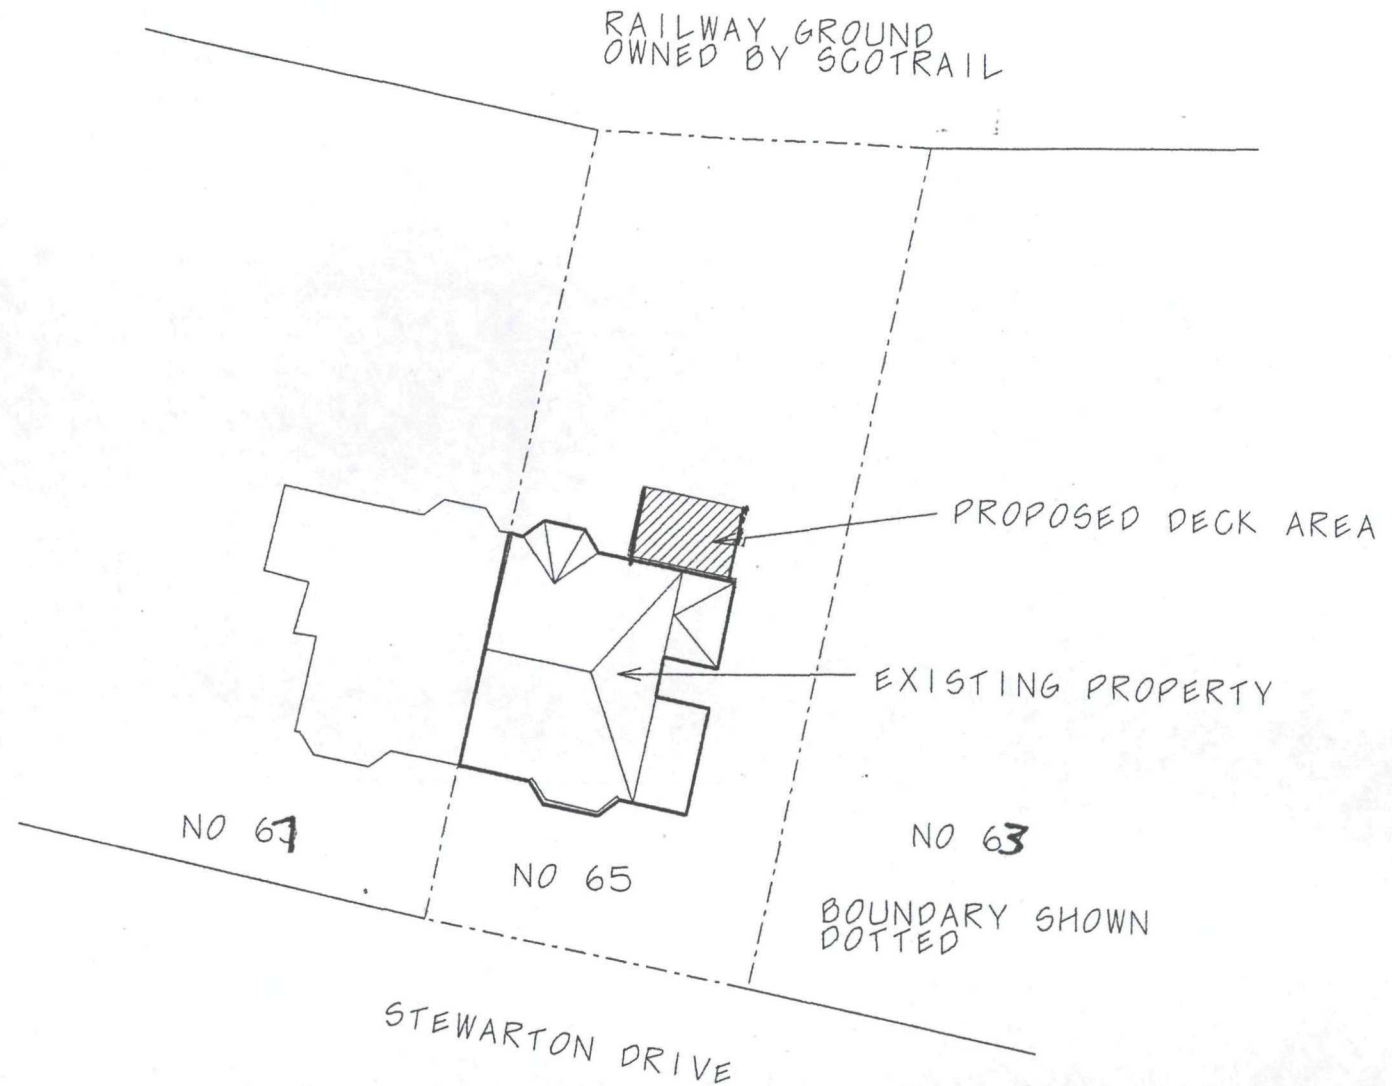 RAILWAY GROUND
OWNED BY SCOTRAIL
PROPOSED DECK AREA
EXISTING PROPERTY
NO 67
NO 65
NO 63
BOUNDARY SHOWN
DOTTED
STEWARTON DRIVE